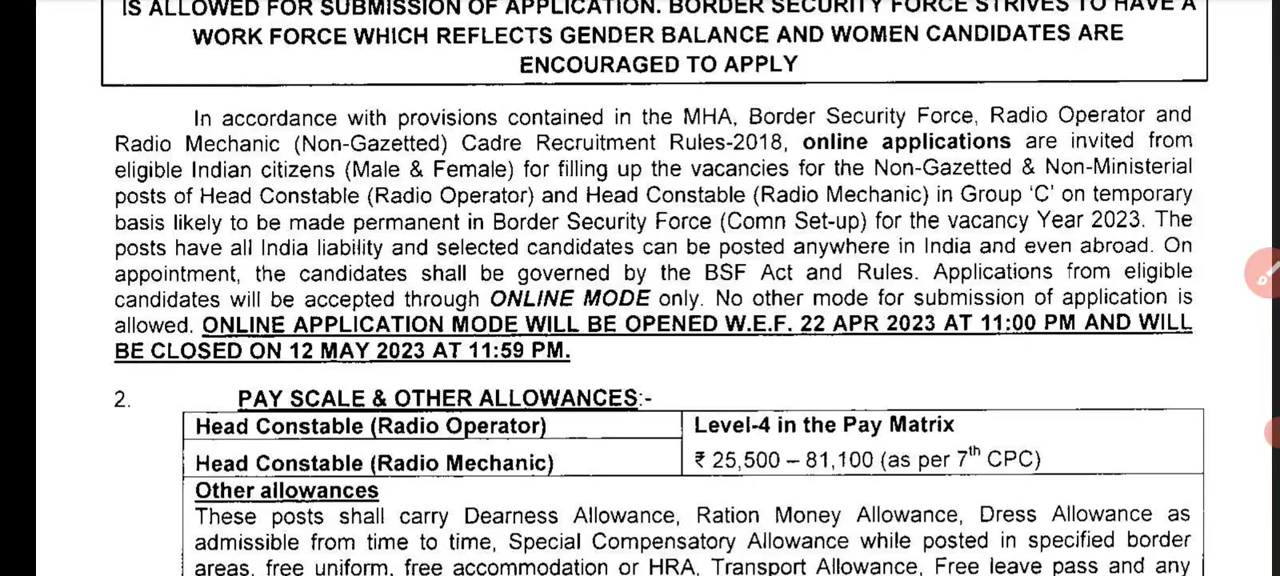 IS ALLOWED FOR SUBMISSION OF APPLICATION. BORDER SECURITY FORCE STRIVES TO HAVE A
WORK FORCE WHICH REFLECTS GENDER BALANCE AND WOMEN CANDIDATES ARE
ENCOURAGED TO APPLY
In accordance with provisions contained in the MHA, Border Security Force, Radio Operator and
Radio Mechanic (Non-Gazetted) Cadre Recruitment Rules-2018, online applications are invited from
eligible Indian citizens (Male & Female) for filling up the vacancies for the Non-Gazetted & Non-Ministerial
posts of Head Constable (Radio Operator) and Head Constable (Radio Mechanic) in Group ‘C’ on temporary
basis likely to be made permanent in Border Security Force (Comn Set-up) for the vacancy Year 2023. The
posts have all India liability and selected candidates can be posted anywhere in India and even abroad. On
appointment, the candidates shall be governed by the BSF Act and Rules. Applications from eligible
candidates will be accepted through ONLINE MODE only. No other mode for submission of application is
allowed. ONLINE APPLICATION MODE WILL BE OPENED W.E.F. 22 APR 2023 AT 11:00 PM AND WILL
BE CLOSED ON 12 MAY 2023 AT 11:59 PM.
2. PAY SCALE & OTHER ALLOWANCES:-
Head Constable (Radio Operator) Level-4 in the Pay Matrix
Head Constable (Radio Mechanic) ₹ 25,500 – 81,100 (as per 7th CPC)
Other allowances
These posts shall carry Dearness Allowance, Ration Money Allowance, Dress Allowance as
admissible from time to time, Special Compensatory Allowance while posted in specified border
areas, free uniform, free accommodation or HRA, Transport Allowance, Free leave pass and any